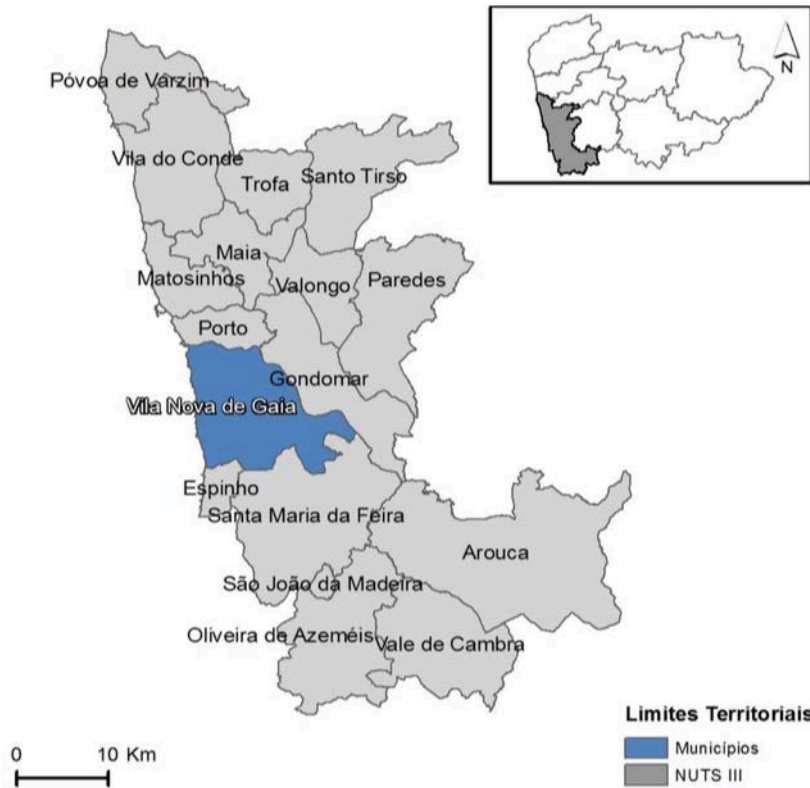 N
Póvoa de Varzim
Vila do Conde
Trofa
Santo Tirso
Maia
Matosinhos
Valongo
Paredes
Porto
Gondomar
Vila Nova de Gaia
Espinho
Santa Maria da Feira
Arouca
São João da Madeira
Oliveira de Azeméis
Vale de Cambra
Limites Territoriais
Municípios
NUTS III
0 10 Km